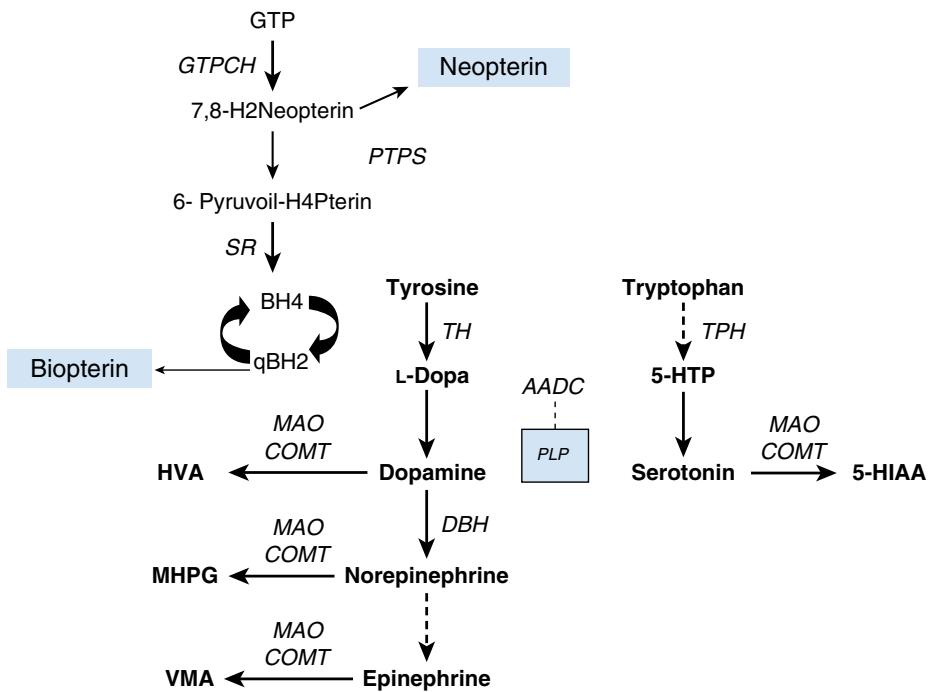 GTP
GTPCH
Neopterin
7,8-H2Neopterin
PTPS
6- Pyruvoil-H4Pterin
SR
BH4
qBH2
Biopterin
Tyrosine
TH
L-Dopa
AADC
PLP
Tryptophan
TPH
5-HTP
MAO
COMT
HVA
Dopamine
Serotonin
MAO
COMT
5-HIAA
DBH
MAO
COMT
MHPG
Norepinephrine
MAO
COMT
VMA
Epinephrine